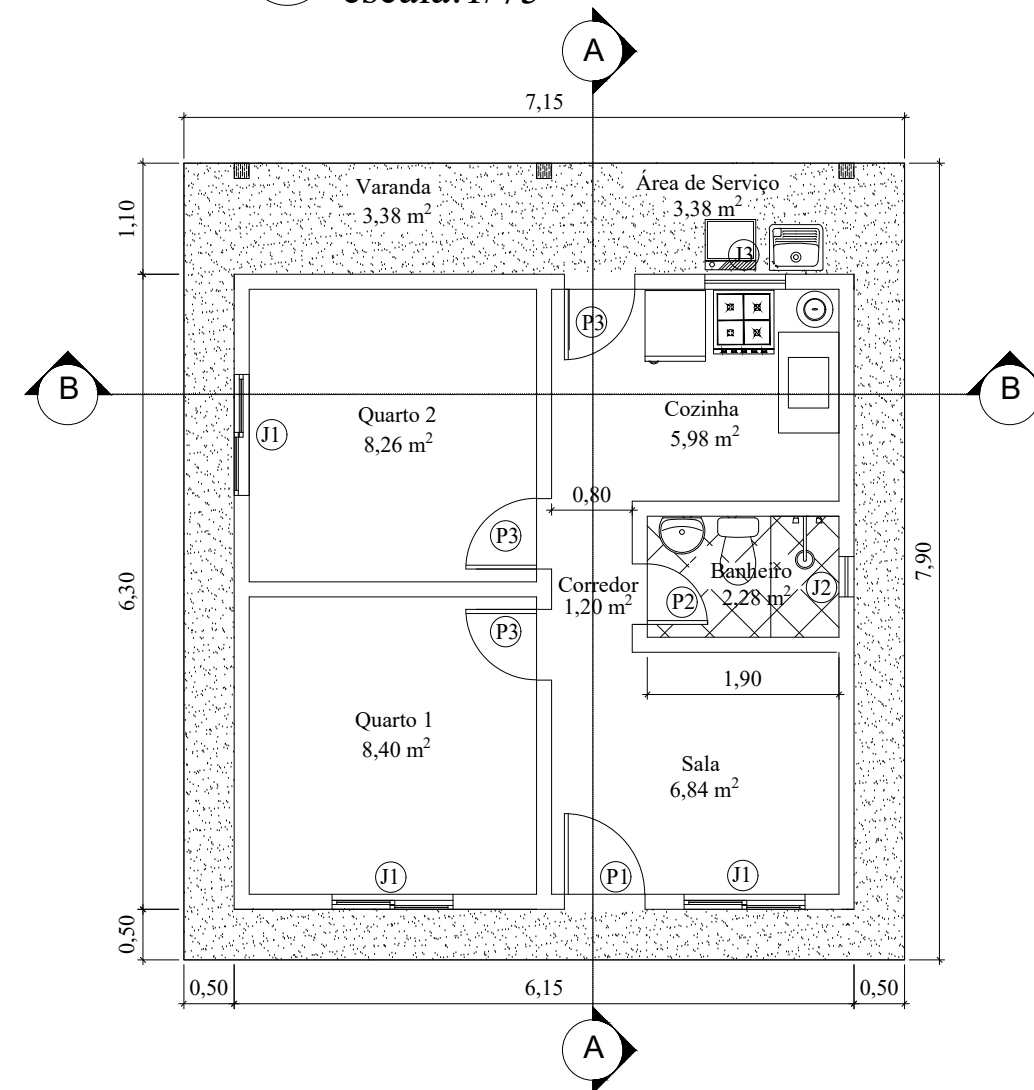 escala:1/75
A
7,15
Varanda
3,38 m²
Área de Serviço
3,38 m²
1,10
J3
P3
B
B
Quarto 2
8,26 m²
J1
Cozinha
5,98 m²
0,80
P3
Corredor
1,20 m²
Banheiro
2,28 m²
P2
J2
6,30
7,90
P3
1,90
Quarto 1
8,40 m²
Sala
6,84 m²
J1
P1
J1
0,50
0,50
6,15
0,50
A